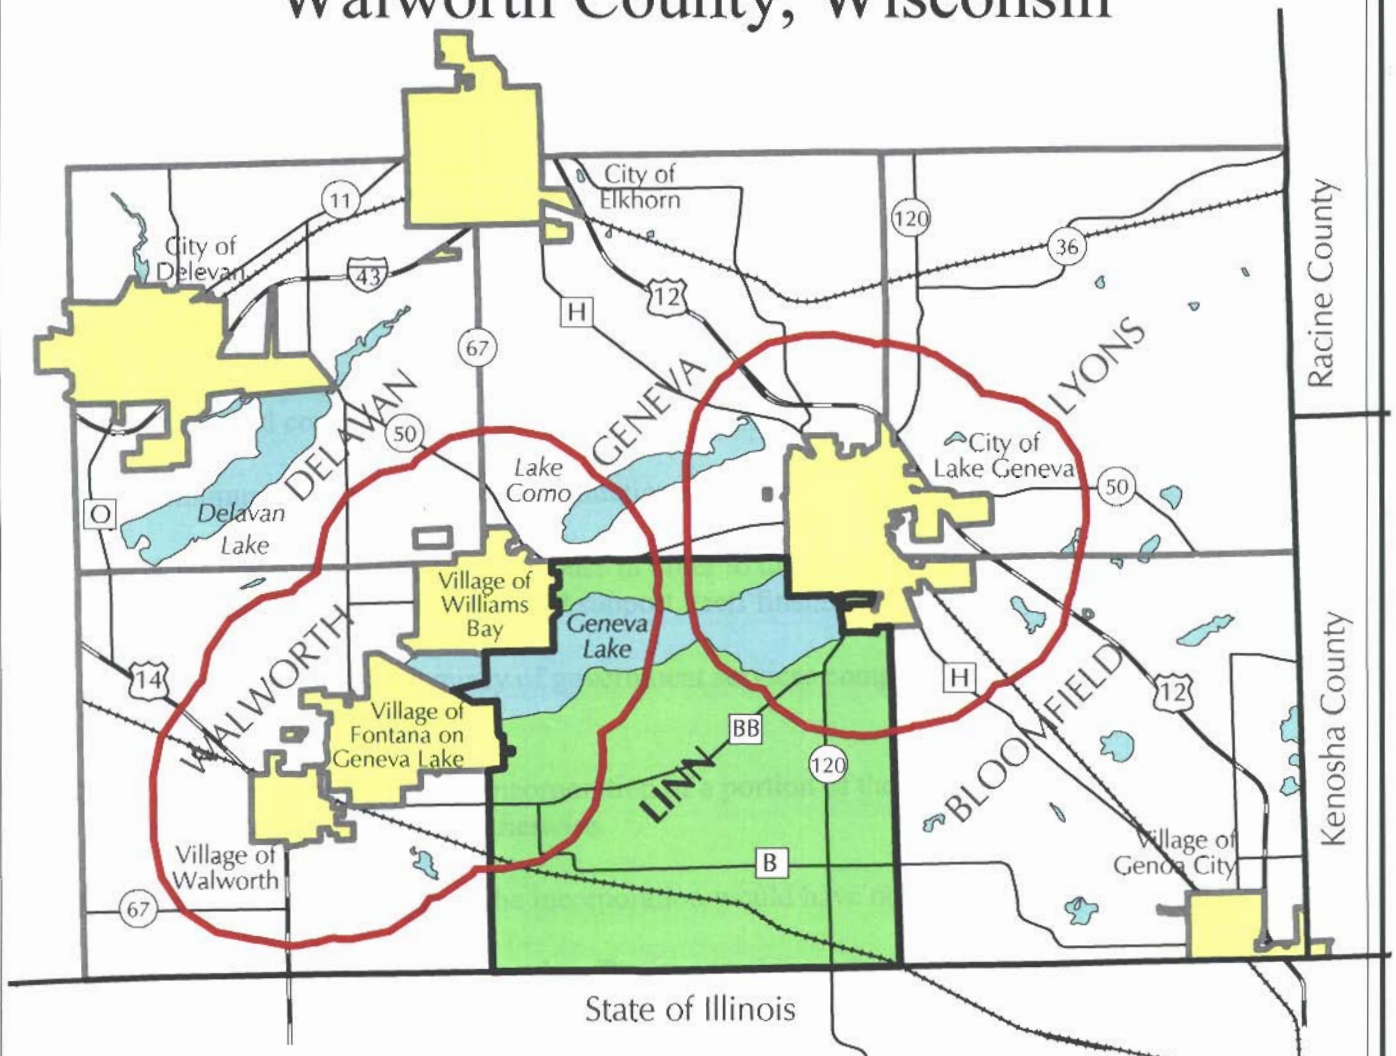 Walworth County, Wisconsin
City of
Elkhorn
11
120
36
Racine County
City of
Delevan
43
12
H
67
LYONS
GENEVA
DELAVAN
50
City of
Lake Geneva
Lake
Como
50
O
Delavan
Lake
Village of
Williams
Bay
Geneva
Lake
WALWORTH
14
H
12
Kenosha County
BLOOMFIELD
Village of
Fontana on
Geneva Lake
BB
120
LINN
Village of
Walworth
B
Village of
Genoa City
67
State of Illinois